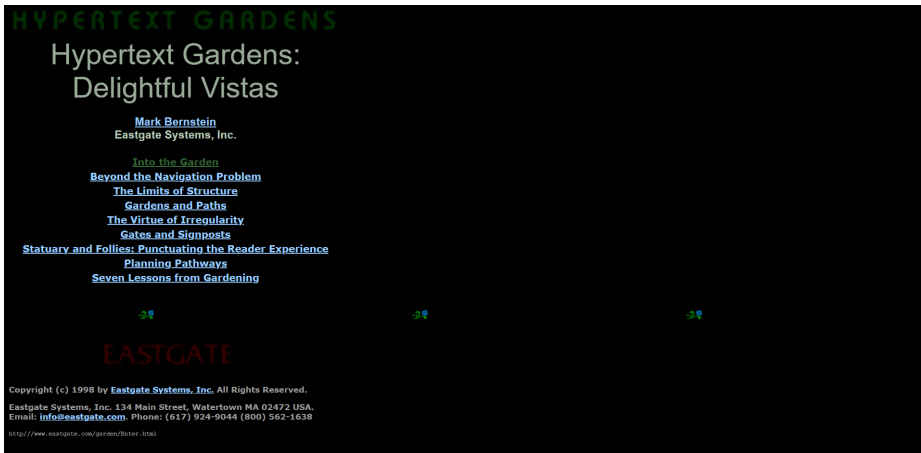 HYPERTEXT GARDENS
Hypertext Gardens:
Delightful Vistas
Mark Bernstein
Eastgate Systems, Inc.
Into the Garden
Beyond the Navigation Problem
The Limits of Structure
Gardens and Paths
The Virtue of Irregularity
Gates and Signposts
Statuary and Follies: Punctuating the Reader Experience
Planning Pathways
Seven Lessons from Gardening
EASTGATE
Copyright (c) 1998 by Eastgate Systems, Inc. All Rights Reserved.
Eastgate Systems, Inc. 134 Main Street, Watertown MA 02472 USA.
Email: info@eastgate.com. Phone: (617) 924-9044 (800) 562-1638
http///www.eastgate.com/garden/Enter.html